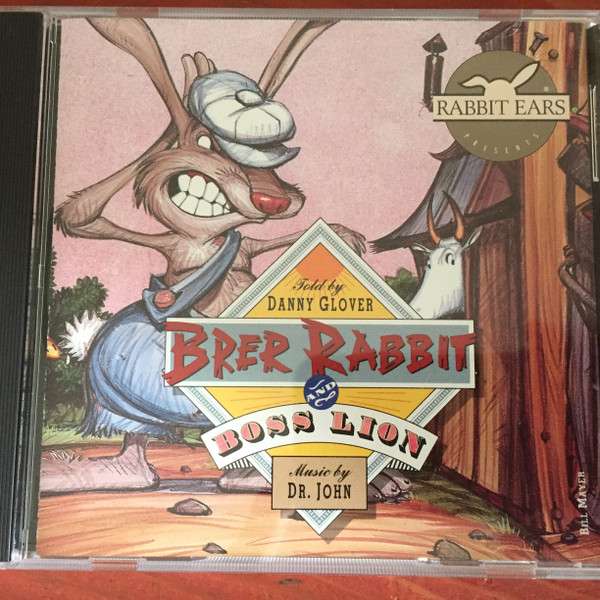 RABBIT EARS
PRESENTS
Told by
DANNY GLOVER
BRER RABBIT
AND
BOSS LION
Music by
DR. JOHN
BILL MAYER